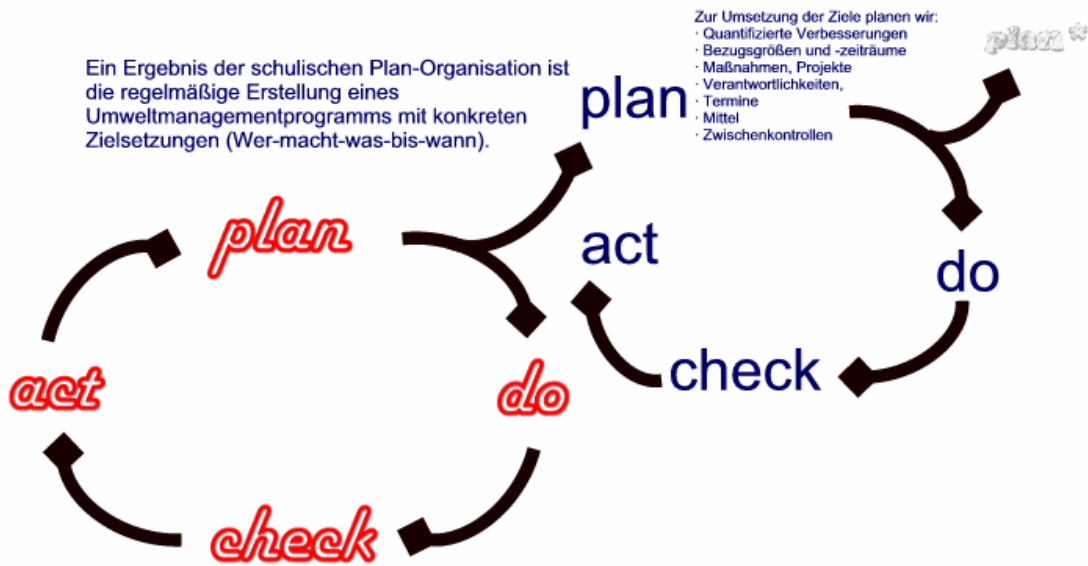 Zur Umsetzung der Ziele planen wir:
· Quantifizierte Verbesserungen
· Bezugsgrößen und -zeiträume
· Maßnahmen, Projekte
· Verantwortlichkeiten,
· Termine
· Mittel
· Zwischenkontrollen
plan*
Ein Ergebnis der schulischen Plan-Organisation ist
die regelmäßige Erstellung eines
Umweltmanagementprogramms mit konkreten
Zielsetzungen (Wer-macht-was-bis-wann).
plan
act
do
check
plan
act
do
check